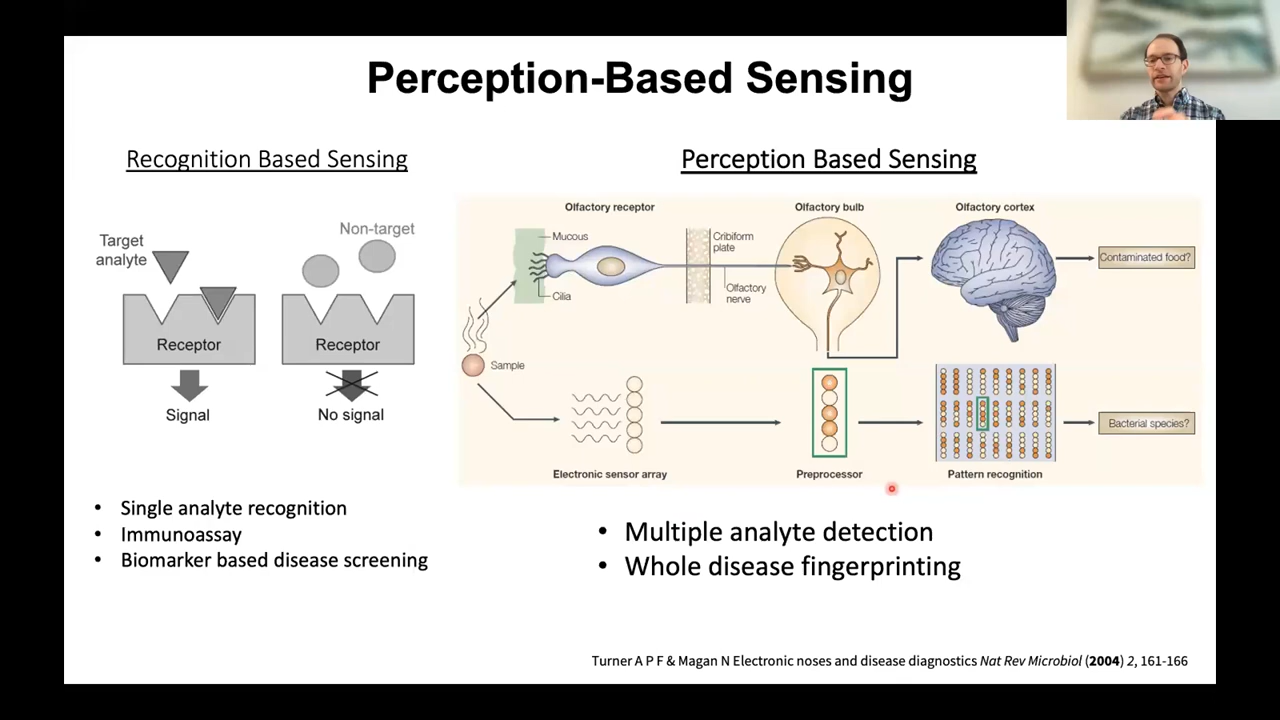 Perception-Based Sensing
Recognition Based Sensing
Target
analyte
Non-target
Receptor
Receptor
Signal
No signal
• Single analyte recognition
• Immunoassay
• Biomarker based disease screening
Perception Based Sensing
Olfactory receptor
Olfactory bulb
Olfactory cortex
Mucous
Cribiform
plate
Contaminated food?
Cilia
Olfactory
nerve
Sample
Bacterial species?
Electronic sensor array
Preprocessor
Pattern recognition
• Multiple analyte detection
• Whole disease fingerprinting
Turner A P F & Magan N Electronic noses and disease diagnostics Nat Rev Microbiol (2004) 2, 161-166